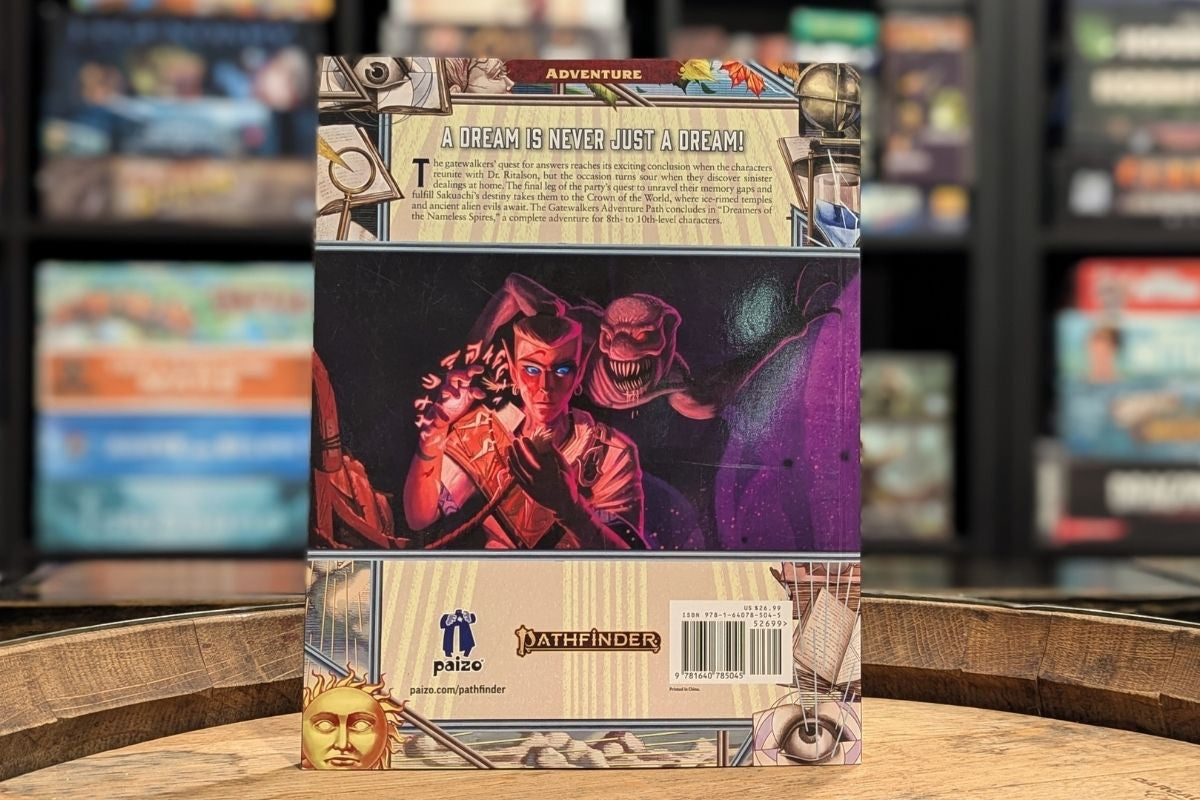 ADVENTURE
A DREAM IS NEVER JUST A DREAM!
The gatewalkers' quest for answers reaches its exciting conclusion when the characters
reunite with Dr. Ritalson, but the occasion turns sour when they discover sinister
dealings at home. The final leg of the party's quest to unravel their memory gaps and
fulfill Sakuachi's destiny takes them to the Crown of the World, where ice-rimed temples
and ancient alien evils await. The Gatewalkers Adventure Path concludes in "Dreamers of
the Nameless Spires," a complete adventure for 8th- to 10th-level characters.
paizo
paizo.com/pathfinder
PATHFINDER
US $26.99
ISBN 978-1-64078-504-5
52699>
9 781640 785045
Printed in China.